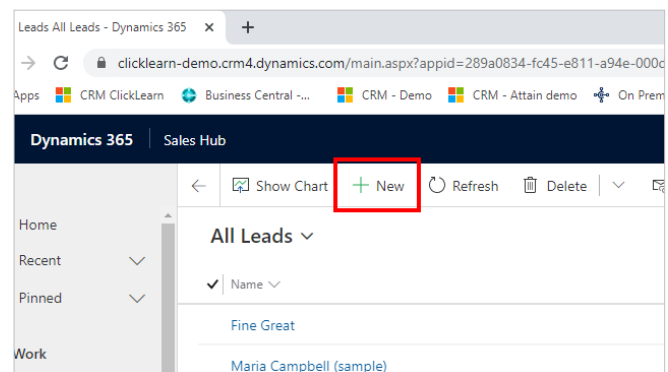 Leads All Leads - Dynamics 365
clicklearn-demo.crm4.dynamics.com/main.aspx?appid=289a0834-fc45-e811-a94e-000c
Apps CRM ClickLearn Business Central -... CRM - Demo CRM - Attain demo On Prem
Dynamics 365 Sales Hub
Show Chart New Refresh Delete
Home
All Leads
Recent
Name
Pinned
Fine Great
Work
Maria Campbell (sample)